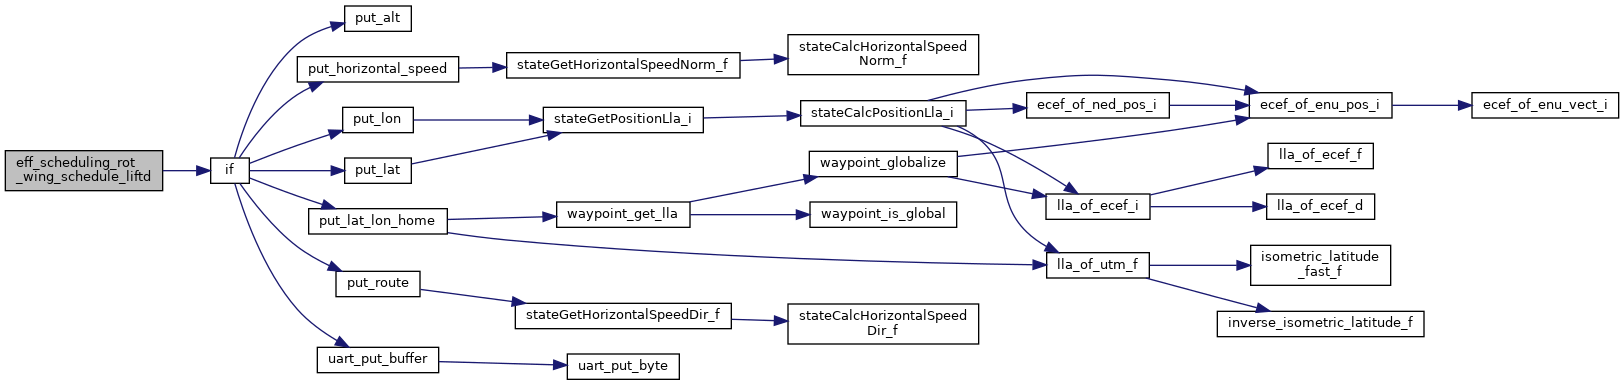 eff_scheduling_rot
_wing_schedule_liftd
if
put_alt
put_horizontal_speed
put_lon
put_lat
put_lat_lon_home
put_route
uart_put_buffer
stateGetHorizontalSpeedNorm_f
stateGetPositionLla_i
waypoint_get_lla
stateGetHorizontalSpeedDir_f
uart_put_byte
stateCalcHorizontalSpeed
Norm_f
stateCalcPositionLla_i
waypoint_globalize
waypoint_is_global
stateCalcHorizontalSpeed
Dir_f
ecef_of_ned_pos_i
lla_of_ecef_i
lla_of_utm_f
ecef_of_enu_pos_i
lla_of_ecef_f
lla_of_ecef_d
isometric_latitude
_fast_f
inverse_isometric_latitude_f
ecef_of_enu_vect_i